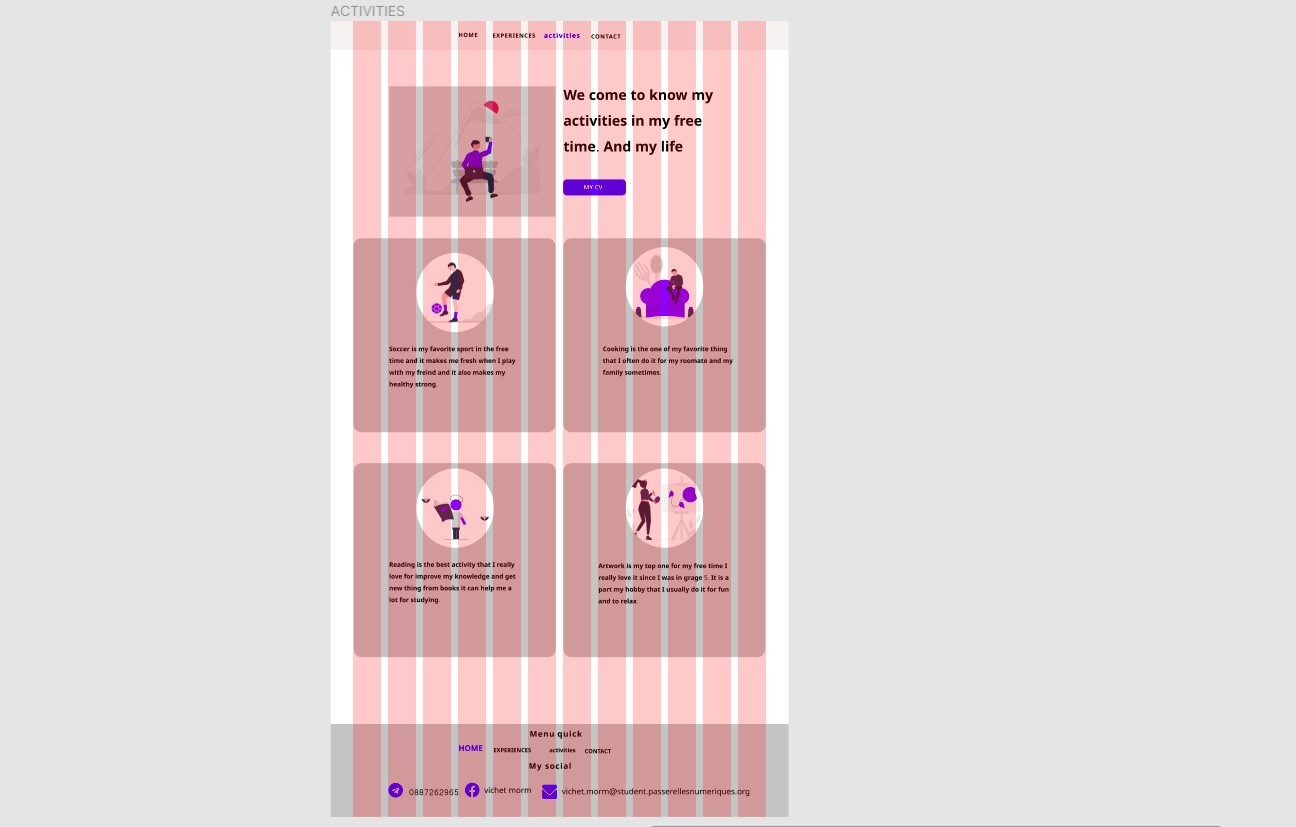 ACTIVITIES
HOME EXPERIENCES activities CONTACT
We come to know my
activities in my free
time. And my life
MY CV
Soccer is my favorite sport in the free
time and it makes me fresh when I play
with my freind and it also makes my
healthy strong.
Cooking is the one of my favorite thing
that I often do it for my roomate and my
family sometimes.
Reading is the best activity that I really
love for improve my knowledge and get
new thing from books it can help me a
lot for studying.
Artwork is my top one for my free time I
really love it since I was in grage 5. It is a
part my hobby that I usually do it for fun
and to relax.
Menu quick
HOME EXPERIENCES activities CONTACT
My social
0887262965 vichet morm vichet.morm@student.passerellesnumeriques.org